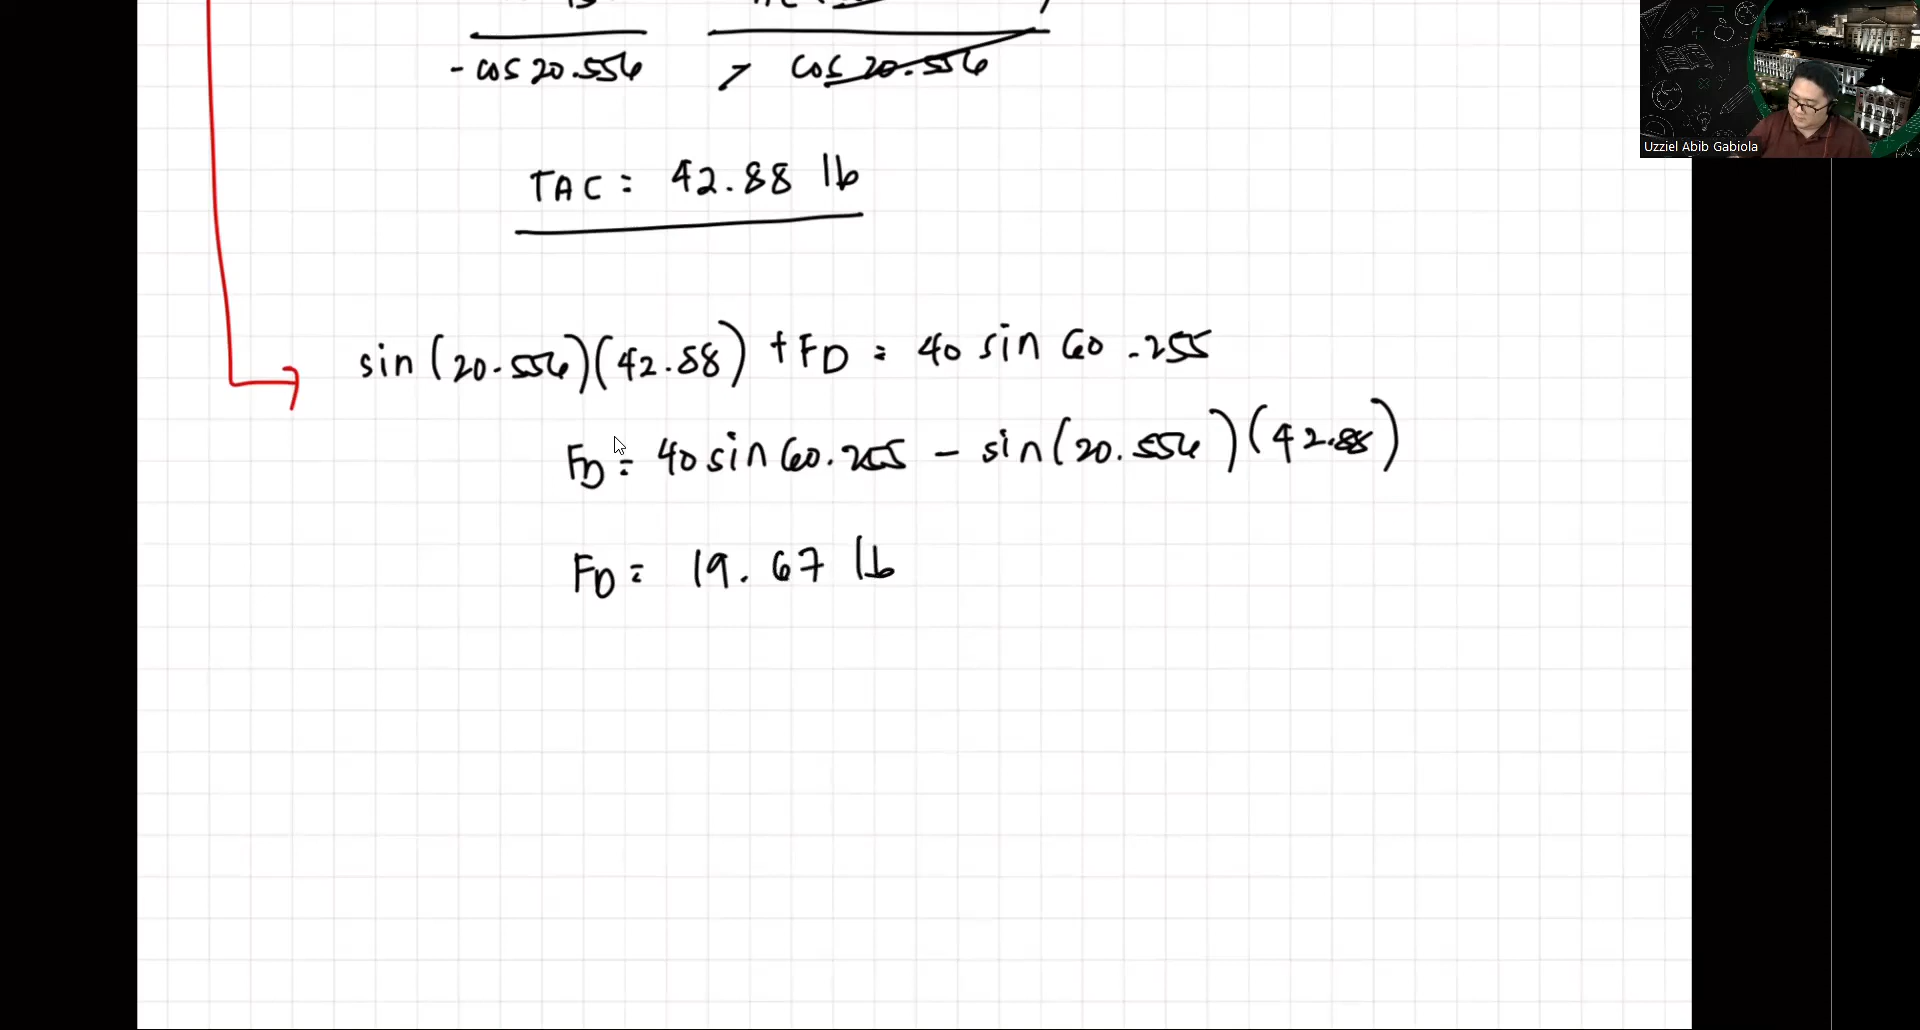 - cos 20.556 cos 20.556
Uzziel Abib Gabiola
TAC = 42.88 lb
sin (20.556)(42.88) + FD = 40 sin 60.255
FD = 40 sin 60.255 - sin(20.556)(42.88)
FD = 19.67 lb